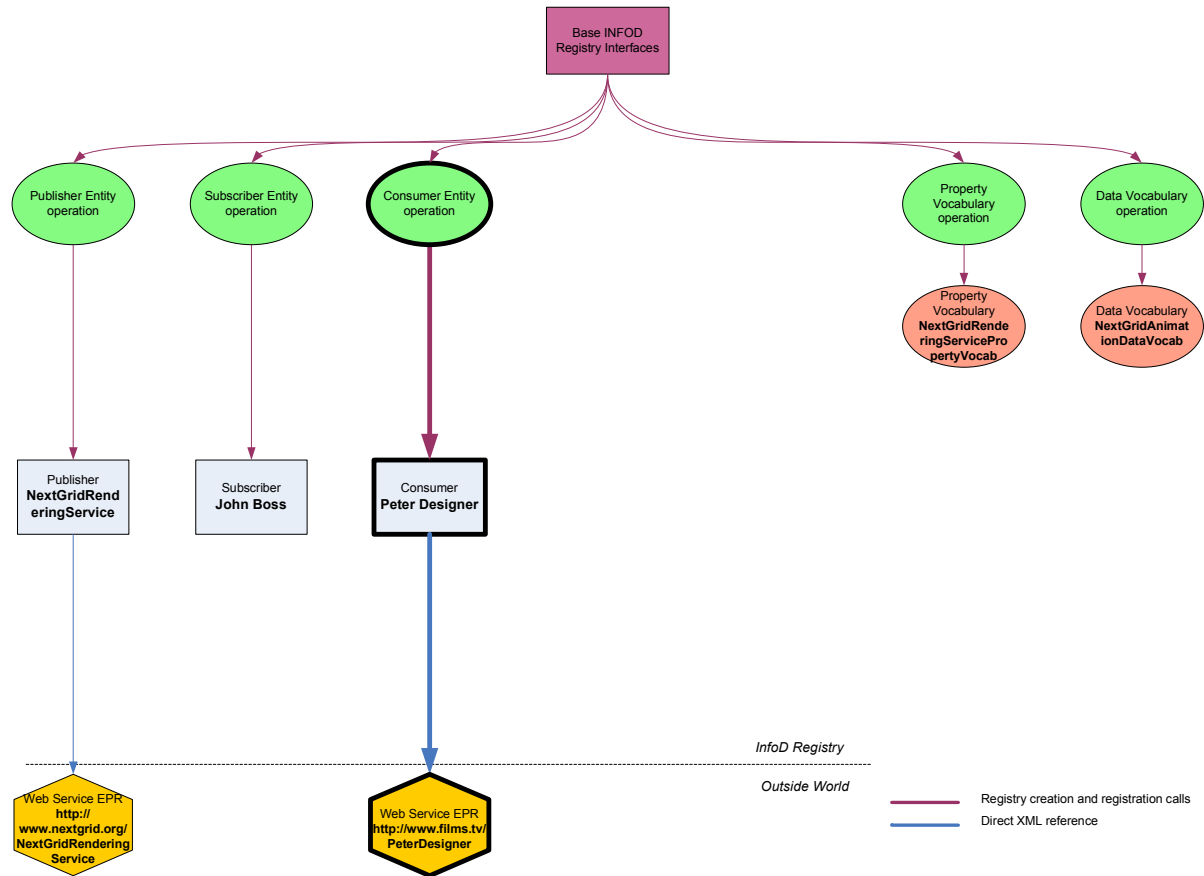 Base INFOD
Registry Interfaces
Publisher Entity
operation
Subscriber Entity
operation
Consumer Entity
operation
Property
Vocabulary
operation
Data Vocabulary
operation
Property
Vocabulary
NextGridRende
ringServicePro
pertyVocab
Data Vocabulary
NextGridAnimat
ionDataVocab
Publisher
NextGridRend
eringService
Subscriber
John Boss
Consumer
Peter Designer
InfoD Registry
Outside World
Web Service EPR
http://
www.nextgrid.org/
NextGridRendering
Service
Web Service EPR
http://www.films.tv/
PeterDesigner
Registry creation and registration calls
Direct XML reference